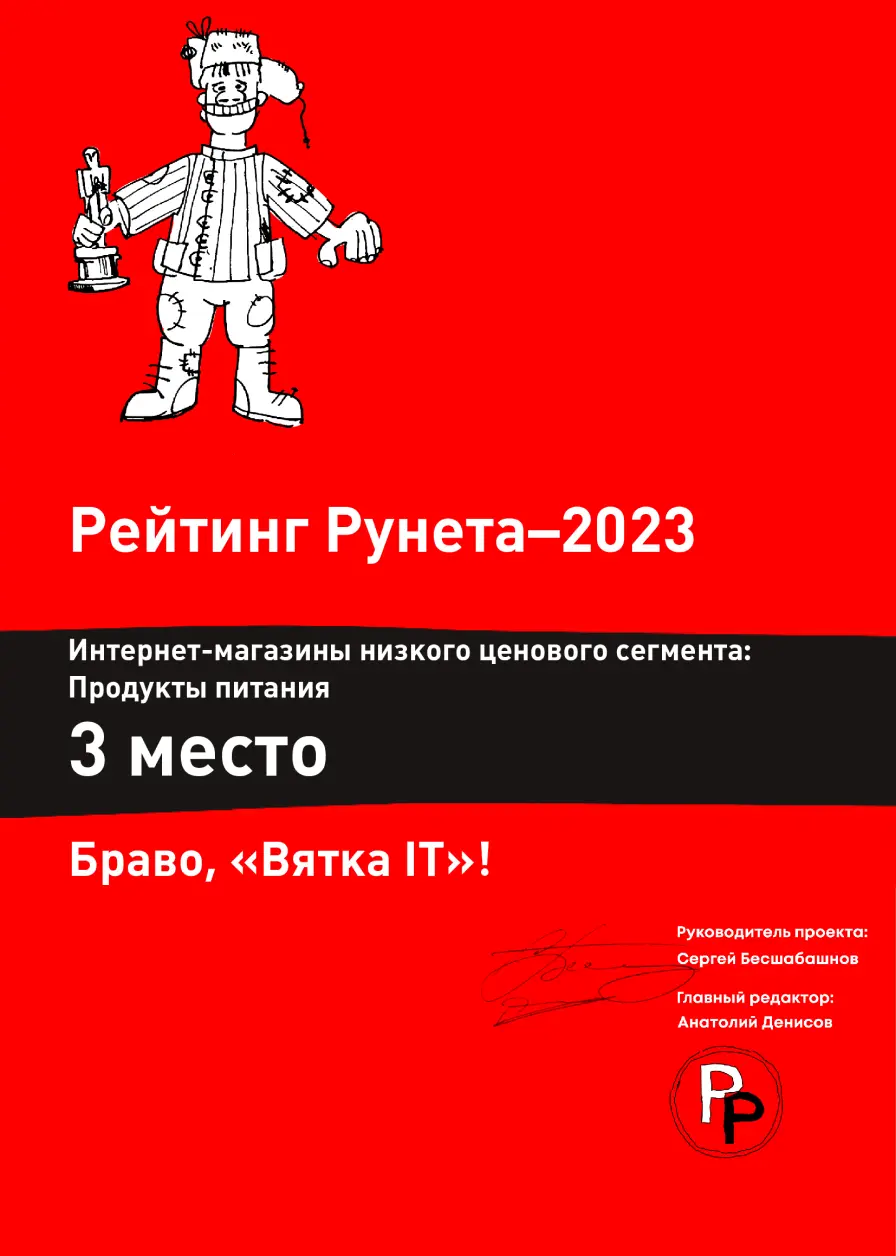 Рейтинг Рунета–2023
Интернет-магазины низкого ценового сегмента:
Продукты питания
3 место
Браво, «Вятка IT»!
Руководитель проекта:
Сергей Бесшабашнов
Главный редактор:
Анатолий Денисов
РР